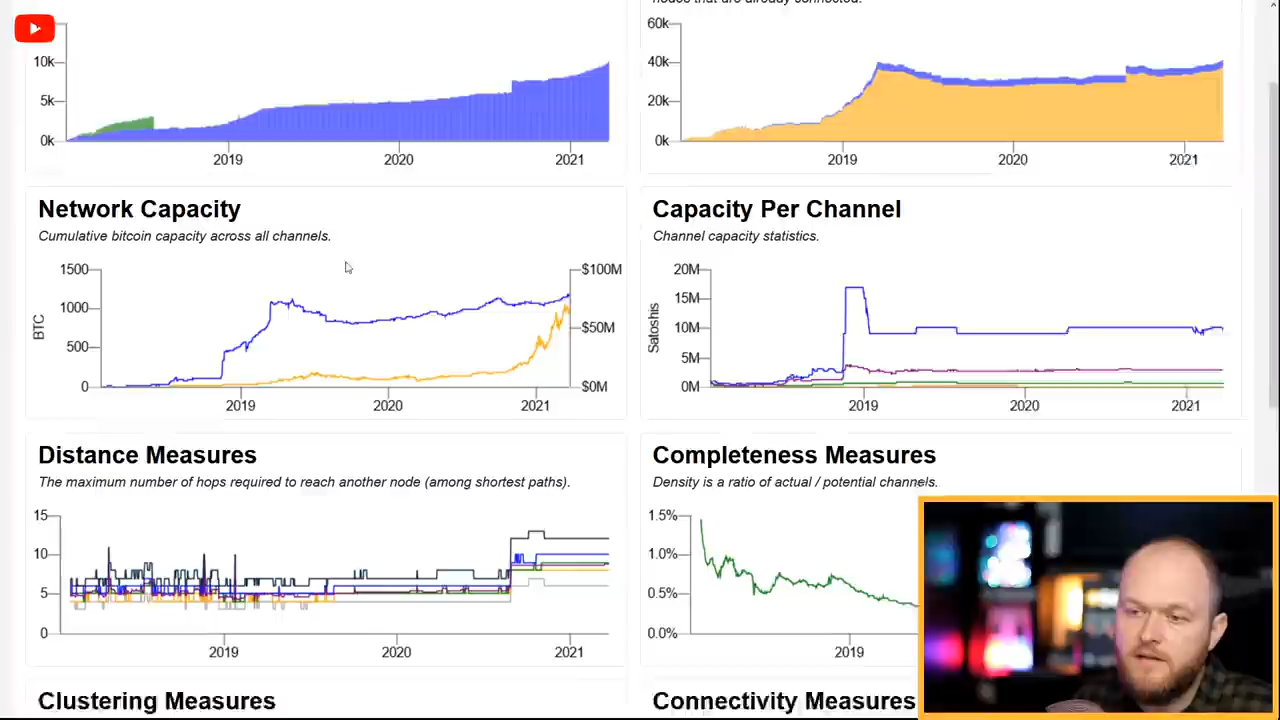 nodes that are already connected.
10k
5k
0k
2019
2020
2021
60k
40k
20k
0k
2019
2020
2021
Network Capacity
Cumulative bitcoin capacity across all channels.
1500
1000
500
0
BTC
$100M
$50M
$0M
2019
2020
2021
Capacity Per Channel
Channel capacity statistics.
20M
15M
10M
5M
0M
Satoshis
2019
2020
2021
Distance Measures
The maximum number of hops required to reach another node (among shortest paths).
15
10
5
0
2019
2020
2021
Completeness Measures
Density is a ratio of actual / potential channels.
1.5%
1.0%
0.5%
0.0%
2019
Clustering Measures
Connectivity Measures